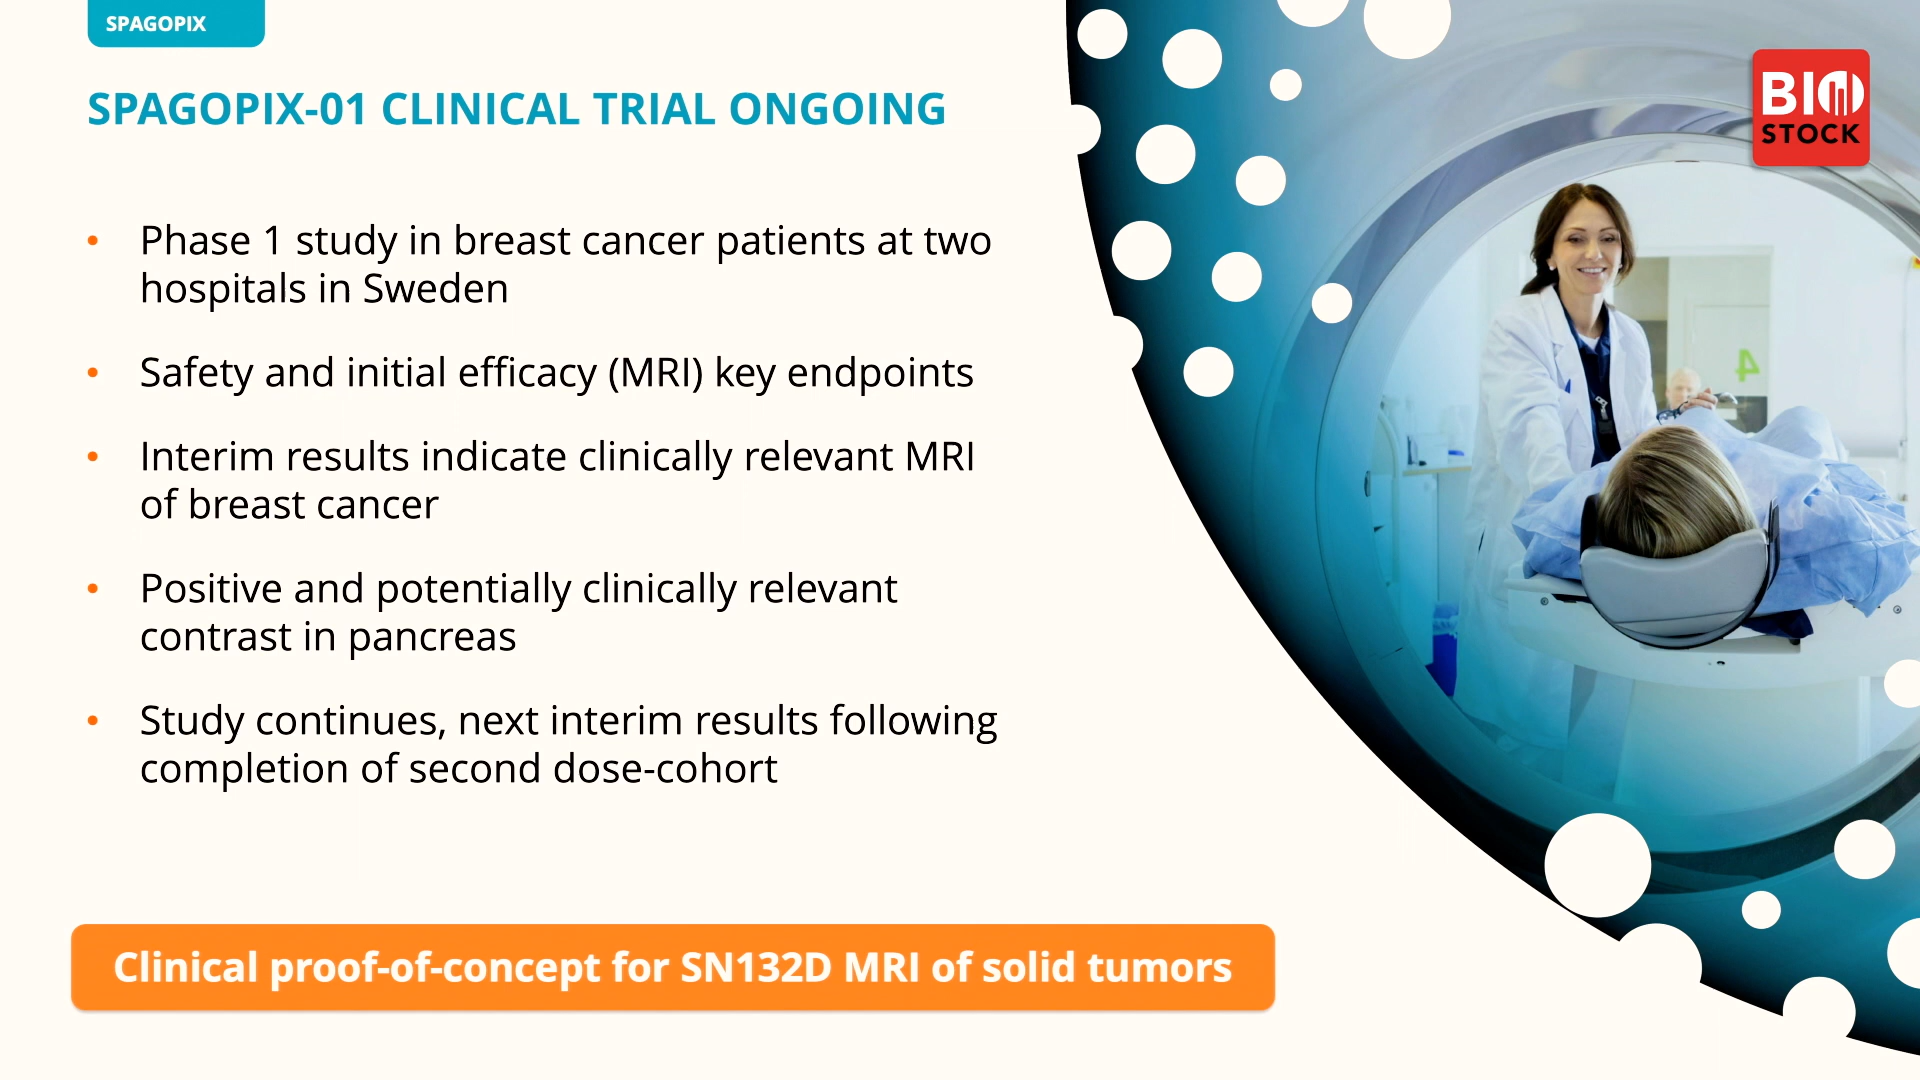 SPAGOPIX
SPAGOPIX-01 CLINICAL TRIAL ONGOING
BIO
STOCK
• Phase 1 study in breast cancer patients at two
hospitals in Sweden
• Safety and initial efficacy (MRI) key endpoints
• Interim results indicate clinically relevant MRI
of breast cancer
• Positive and potentially clinically relevant
contrast in pancreas
• Study continues, next interim results following
completion of second dose-cohort
4
Clinical proof-of-concept for SN132D MRI of solid tumors